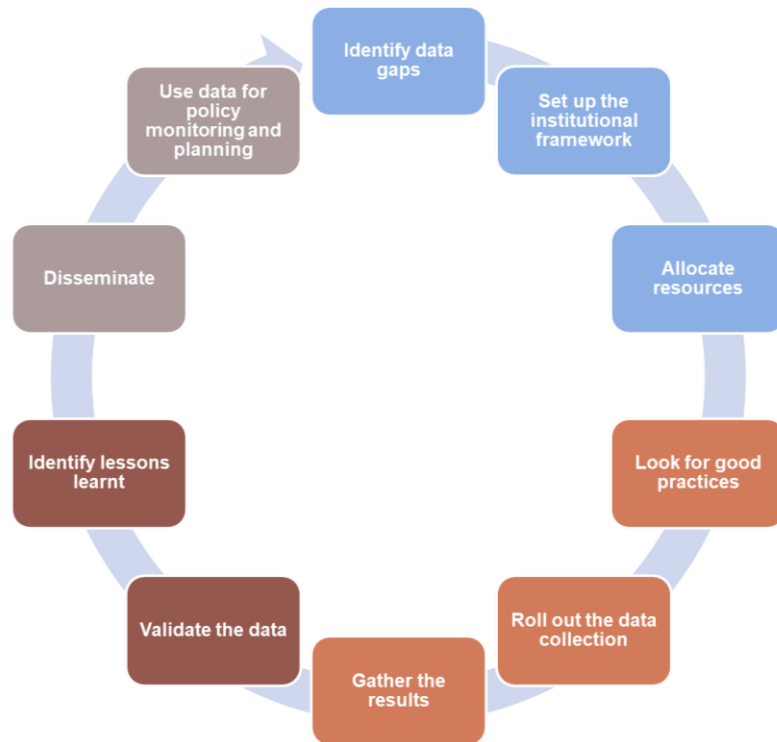 Identify data
gaps
Set up the
institutional
framework
Allocate
resources
Look for good
practices
Roll out the data
collection
Gather the
results
Validate the data
Identify lessons
learnt
Disseminate
Use data for
policy
monitoring and
planning